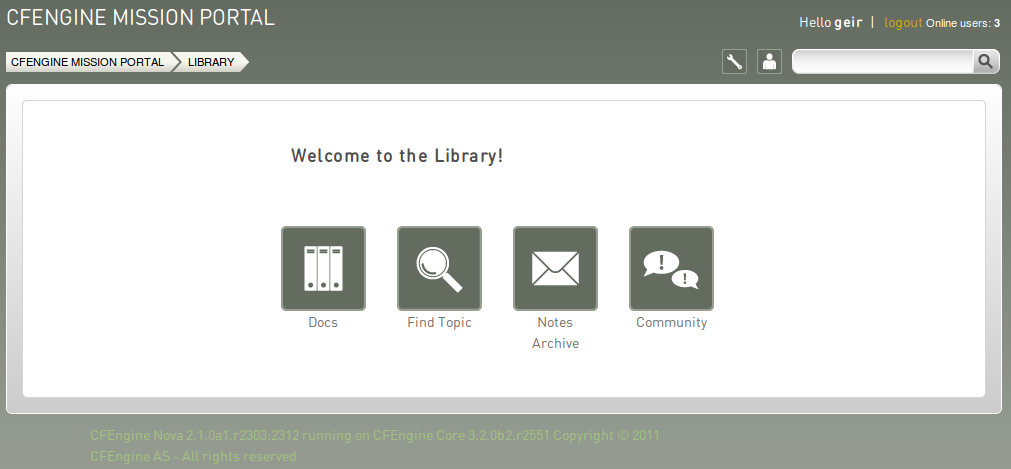 CFENGINE MISSION PORTAL
Hello geir | logout Online users: 3
CFENGINE MISSION PORTAL LIBRARY
Welcome to the Library!
Docs
Find Topic
Notes
Archive
Community
CFEngine Nova 2.1.0a1.r2303:2312 running on CFEngine Core 3.2.0b2.r2551 Copyright © 2011
CFEngine AS - All rights reserved